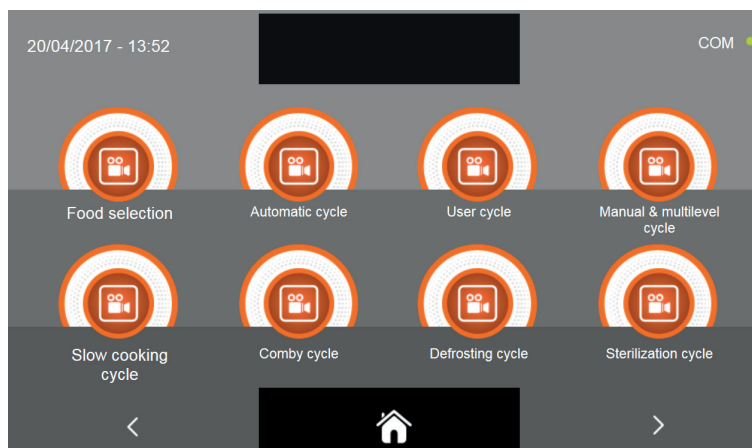 20/04/2017 - 13:52
COM
Food selection
Automatic cycle
User cycle
Manual & multilevel
cycle
Slow cooking
cycle
Comby cycle
Defrosting cycle
Sterilization cycle